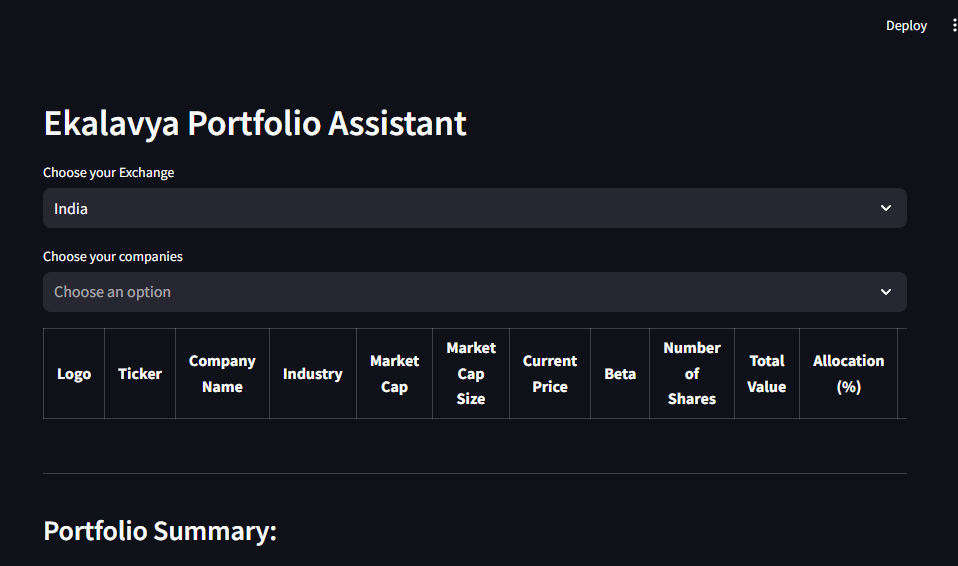 Deploy
Ekalavya Portfolio Assistant
Choose your Exchange
India
Choose your companies
Choose an option
Logo Ticker Company Name Industry Market Cap Market Cap Size Current Price Beta Number of Shares Total Value Allocation (%)
Portfolio Summary: